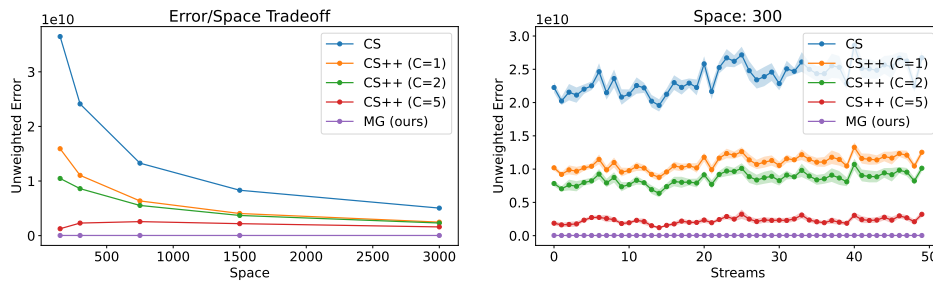 Error/Space Tradeoff
1e10
Unweighted Error
3
2
1
0
500
1000
1500
2000
2500
3000
Space
CS
CS++ (C=1)
CS++ (C=2)
CS++ (C=5)
MG (ours)
Space: 300
1e10
Unweighted Error
3.0
2.5
2.0
1.5
1.0
0.5
0.0
0
10
20
30
40
50
Streams
CS
CS++ (C=1)
CS++ (C=2)
CS++ (C=5)
MG (ours)